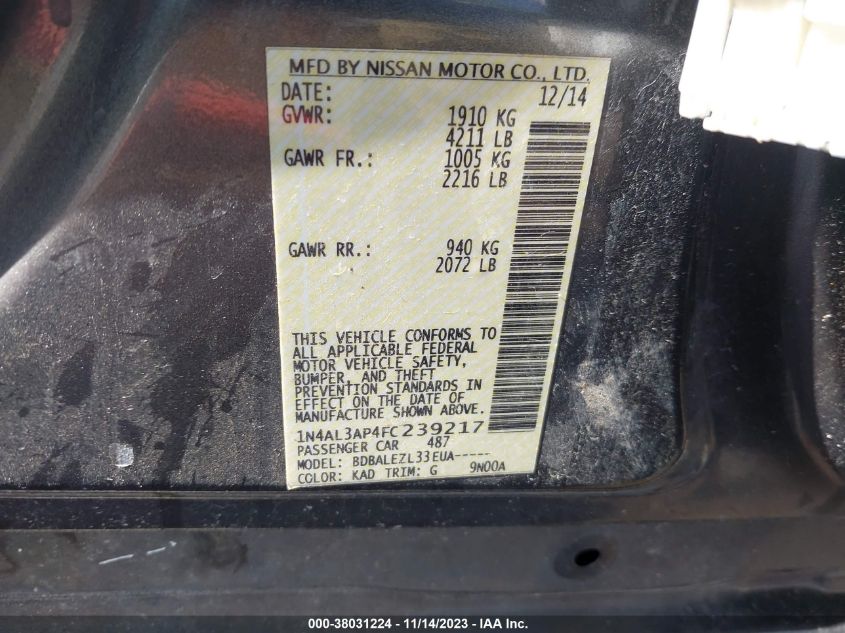 MFD BY NISSAN MOTOR CO., LTD.
DATE: 12/14
GVWR: 1910 KG
4211 LB
GAWR FR.: 1005 KG
2216 LB
GAWR RR.: 940 KG
2072 LB
THIS VEHICLE CONFORMS TO
ALL APPLICABLE FEDERAL
MOTOR VEHICLE SAFETY,
BUMPER, AND THEFT
PREVENTION STANDARDS IN
EFFECT ON THE DATE OF
MANUFACTURE SHOWN ABOVE.
1N4AL3AP4FC239217
PASSENGER CAR 487
MODEL: BDBALEZL33EUA-----
COLOR: KAD TRIM: G 9N00A
000-38031224 - 11/14/2023 - IAA Inc.